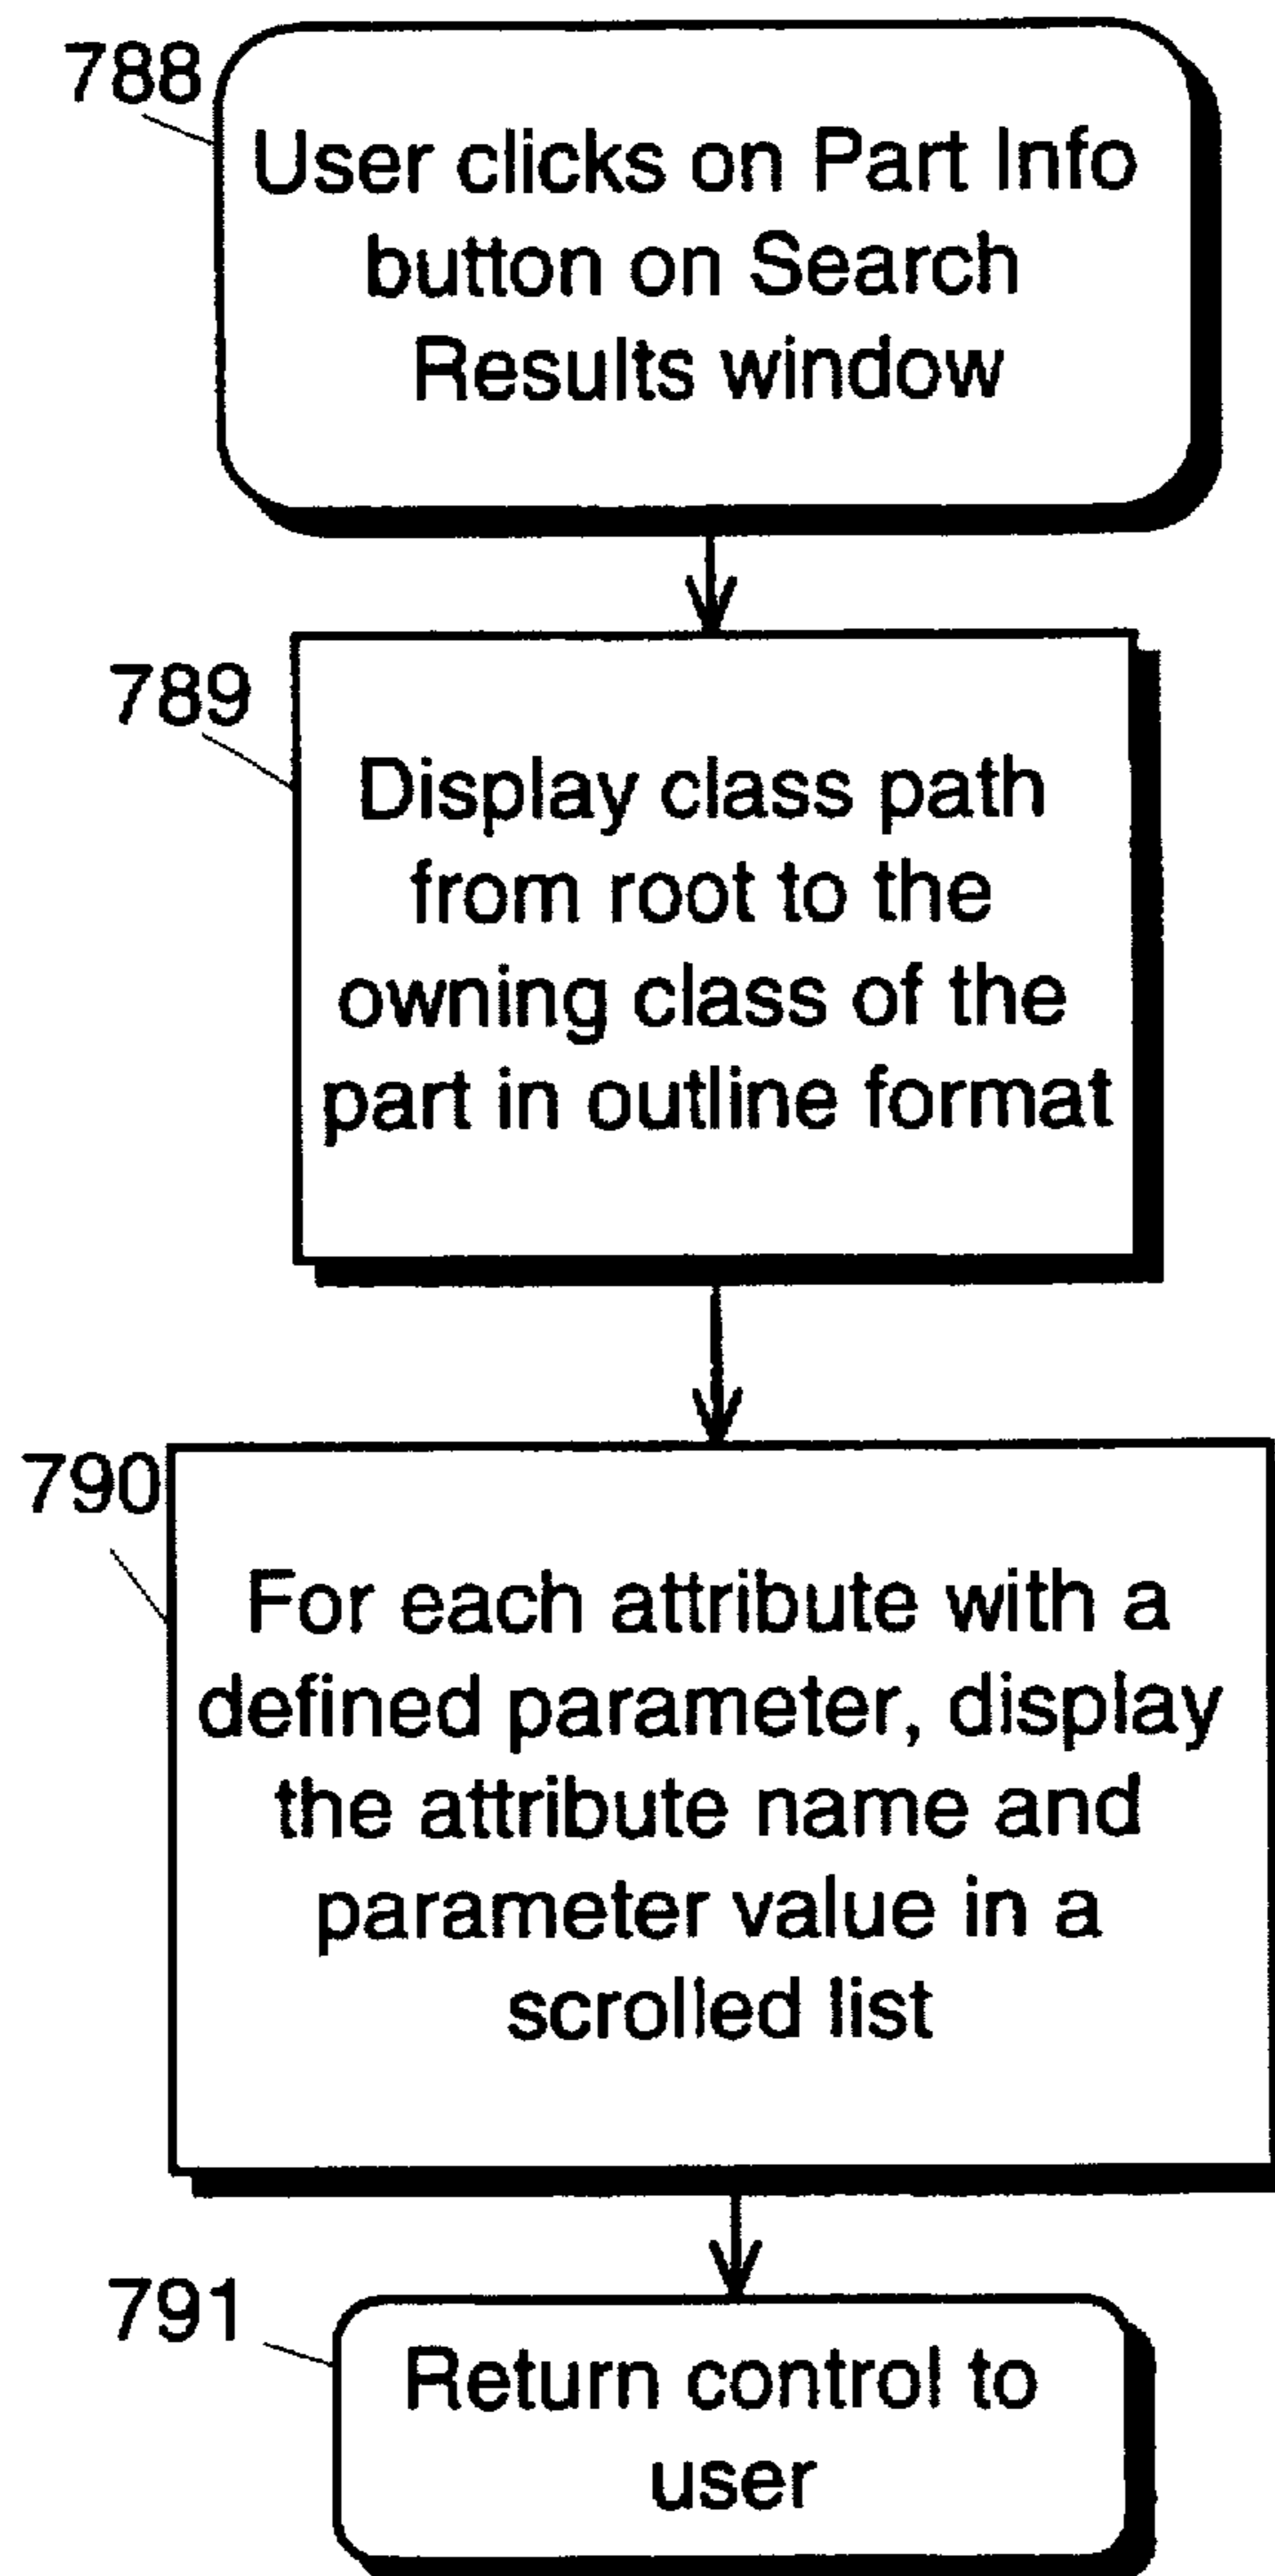 788
User clicks on Part Info
button on Search
Results window
789
Display class path
from root to the
owning class of the
part in outline format
790
For each attribute with a
defined parameter, display
the attribute name and
parameter value in a
scrolled list
791
Return control to
user